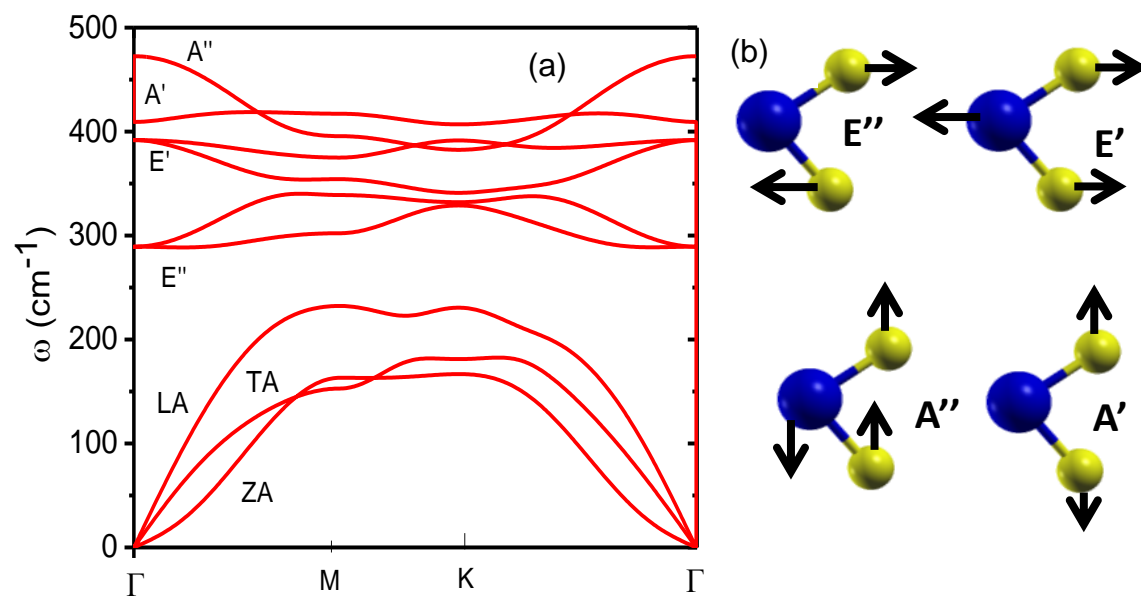 (a)
ω (cm⁻¹)
500
400
300
200
100
0
A''
A'
E'
E''
LA
TA
ZA
Γ
M
K
Γ
(b)
E''
E'
A''
A'